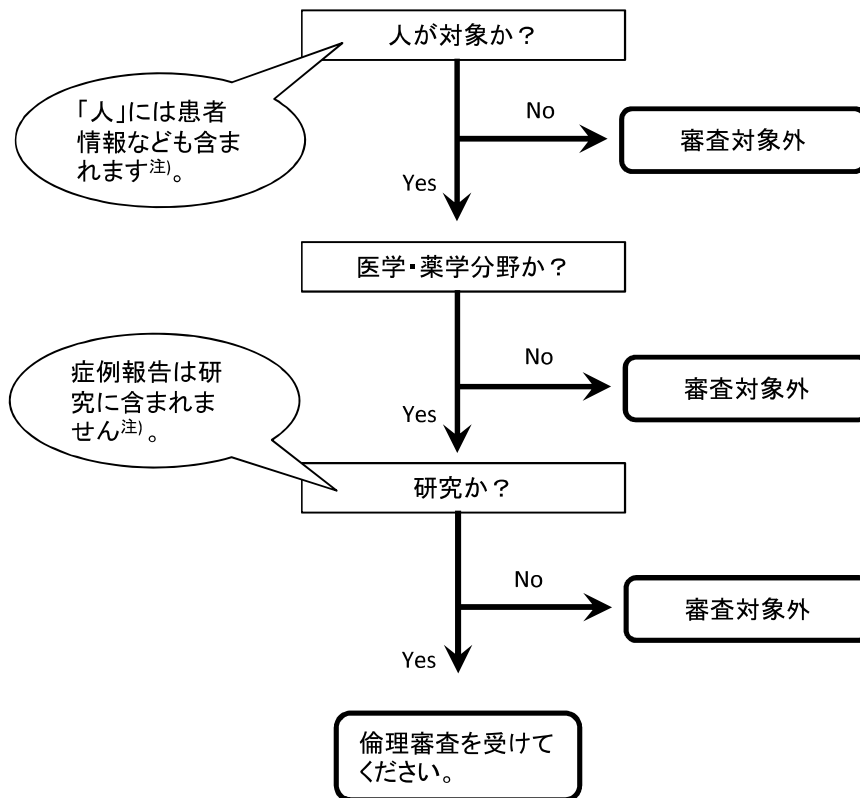 人が対象か？
「人」には患者
情報なども含ま
れます注)。
No
審査対象外
Yes
医学・薬学分野か？
No
審査対象外
症例報告は研
究に含まれま
せん注)。
Yes
研究か？
No
審査対象外
Yes
倫理審査を受けて
ください。